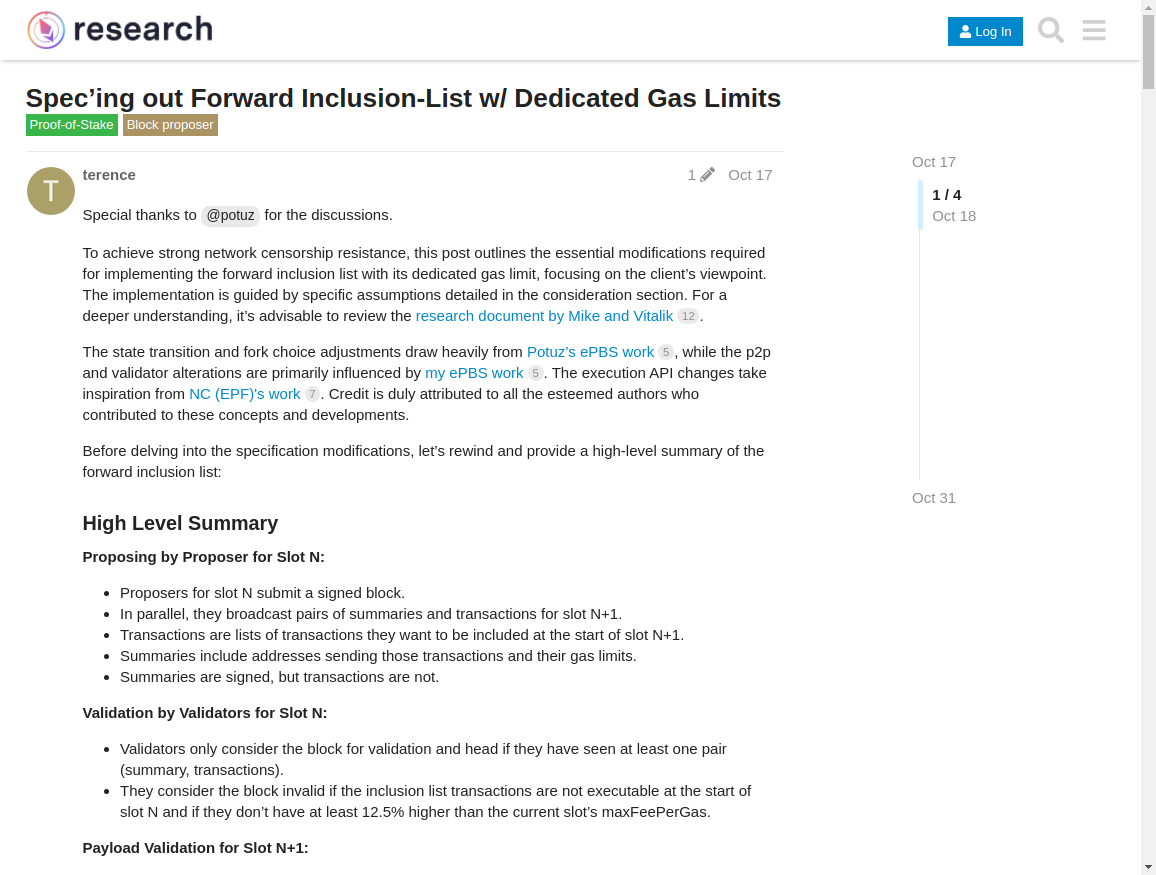 research
Log In
Spec’ing out Forward Inclusion-List w/ Dedicated Gas Limits
Proof-of-Stake Block proposer
T
terence
1 Oct 17
Special thanks to @potuz for the discussions.
To achieve strong network censorship resistance, this post outlines the essential modifications required
for implementing the forward inclusion list with its dedicated gas limit, focusing on the client’s viewpoint.
The implementation is guided by specific assumptions detailed in the consideration section. For a
deeper understanding, it’s advisable to review the research document by Mike and Vitalik 12.
The state transition and fork choice adjustments draw heavily from Potuz’s ePBS work 5, while the p2p
and validator alterations are primarily influenced by my ePBS work 5. The execution API changes take
inspiration from NC (EPF)'s work 7. Credit is duly attributed to all the esteemed authors who
contributed to these concepts and developments.
Before delving into the specification modifications, let’s rewind and provide a high-level summary of the
forward inclusion list:
High Level Summary
Proposing by Proposer for Slot N:
• Proposers for slot N submit a signed block.
• In parallel, they broadcast pairs of summaries and transactions for slot N+1.
• Transactions are lists of transactions they want to be included at the start of slot N+1.
• Summaries include addresses sending those transactions and their gas limits.
• Summaries are signed, but transactions are not.
Validation by Validators for Slot N:
• Validators only consider the block for validation and head if they have seen at least one pair
(summary, transactions).
• They consider the block invalid if the inclusion list transactions are not executable at the start of
slot N and if they don’t have at least 12.5% higher than the current slot’s maxFeePerGas.
Payload Validation for Slot N+1:
Oct 17
1 / 4
Oct 18
Oct 31